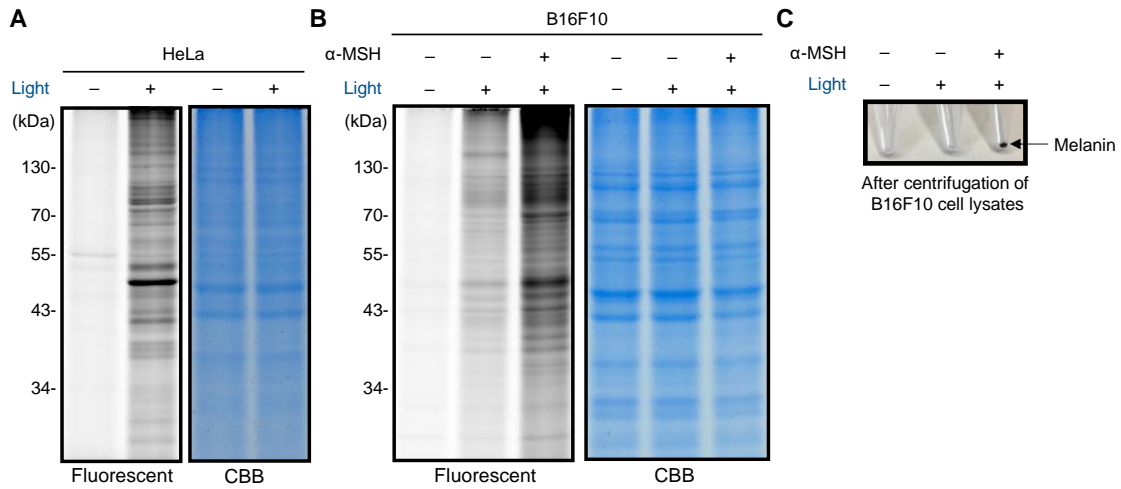 A
HeLa
Light – + – +
(kDa)
130-
70-
55-
43-
34-
Fluorescent CBB
B
B16F10
α-MSH – – + – – +
Light – + + – + +
(kDa)
130-
70-
55-
43-
34-
Fluorescent CBB
C
α-MSH – – +
Light – + +
Melanin
After centrifugation of
B16F10 cell lysates